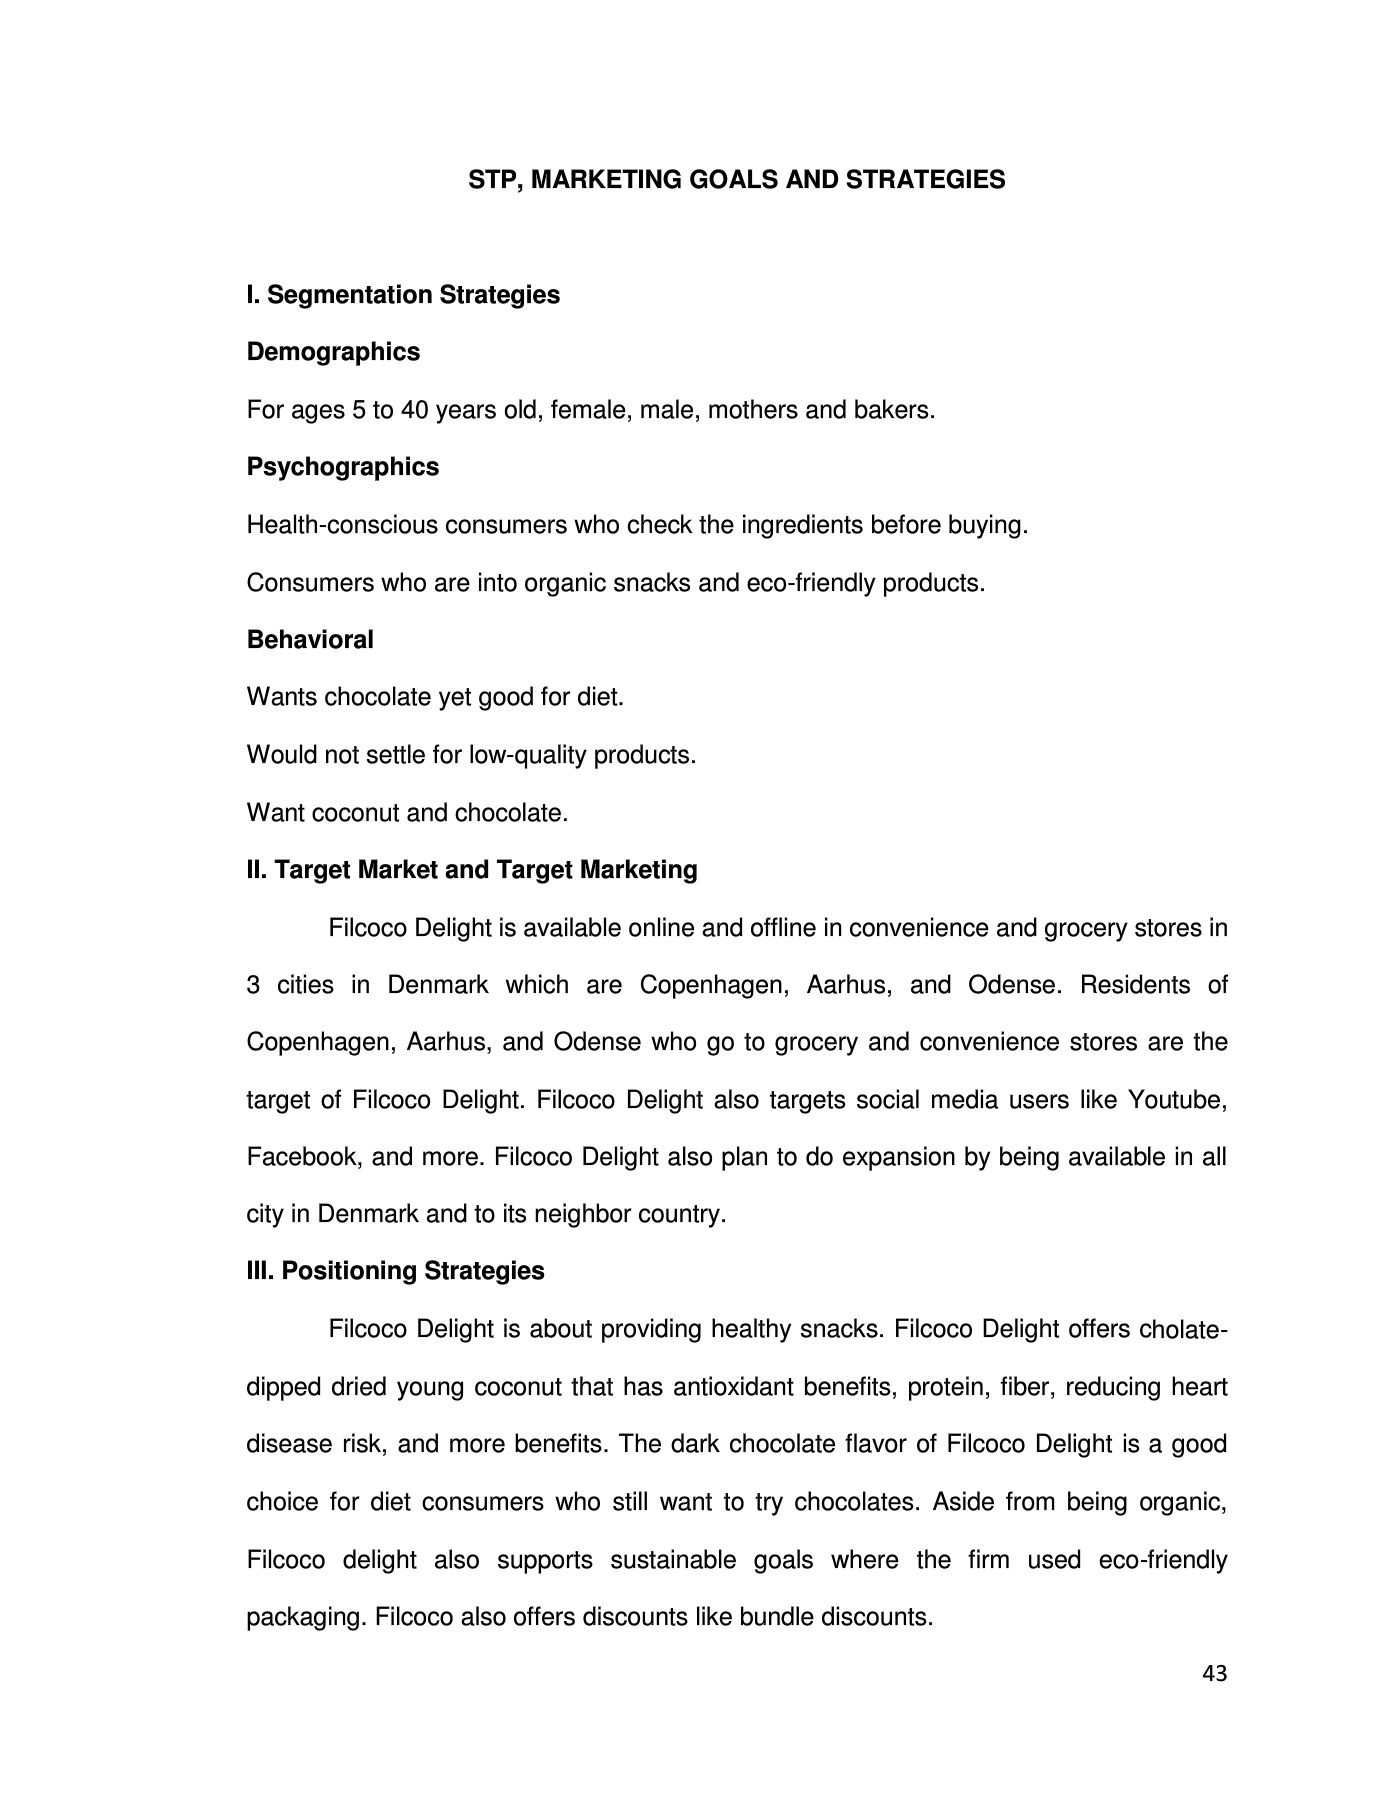 STP, MARKETING GOALS AND STRATEGIES
I. Segmentation Strategies
Demographics
For ages 5 to 40 years old, female, male, mothers and bakers.
Psychographics
Health-conscious consumers who check the ingredients before buying.
Consumers who are into organic snacks and eco-friendly products.
Behavioral
Wants chocolate yet good for diet.
Would not settle for low-quality products.
Want coconut and chocolate.
II. Target Market and Target Marketing
Filcoco Delight is available online and offline in convenience and grocery stores in
3 cities in Denmark which are Copenhagen, Aarhus, and Odense. Residents of
Copenhagen, Aarhus, and Odense who go to grocery and convenience stores are the
target of Filcoco Delight. Filcoco Delight also targets social media users like Youtube,
Facebook, and more. Filcoco Delight also plan to do expansion by being available in all
city in Denmark and to its neighbor country.
III. Positioning Strategies
Filcoco Delight is about providing healthy snacks. Filcoco Delight offers cholate-
dipped dried young coconut that has antioxidant benefits, protein, fiber, reducing heart
disease risk, and more benefits. The dark chocolate flavor of Filcoco Delight is a good
choice for diet consumers who still want to try chocolates. Aside from being organic,
Filcoco delight also supports sustainable goals where the firm used eco-friendly
packaging. Filcoco also offers discounts like bundle discounts.
43